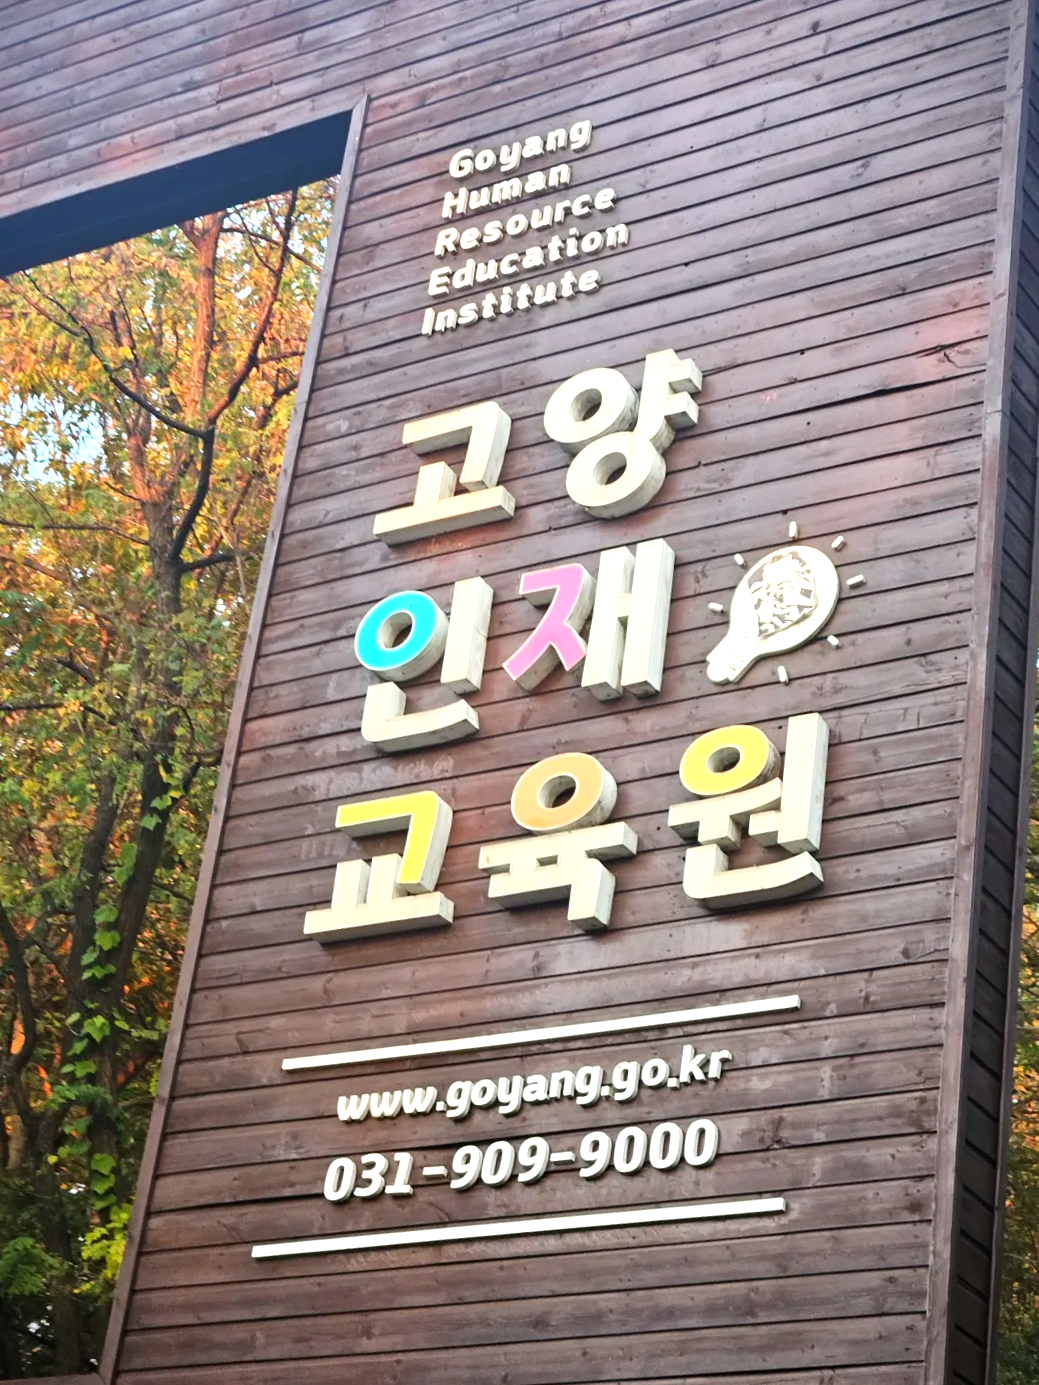 Goyang
Human
Resource
Education
Institute
고양
인재
교육원
www.goyang.go.kr
031-909-9000